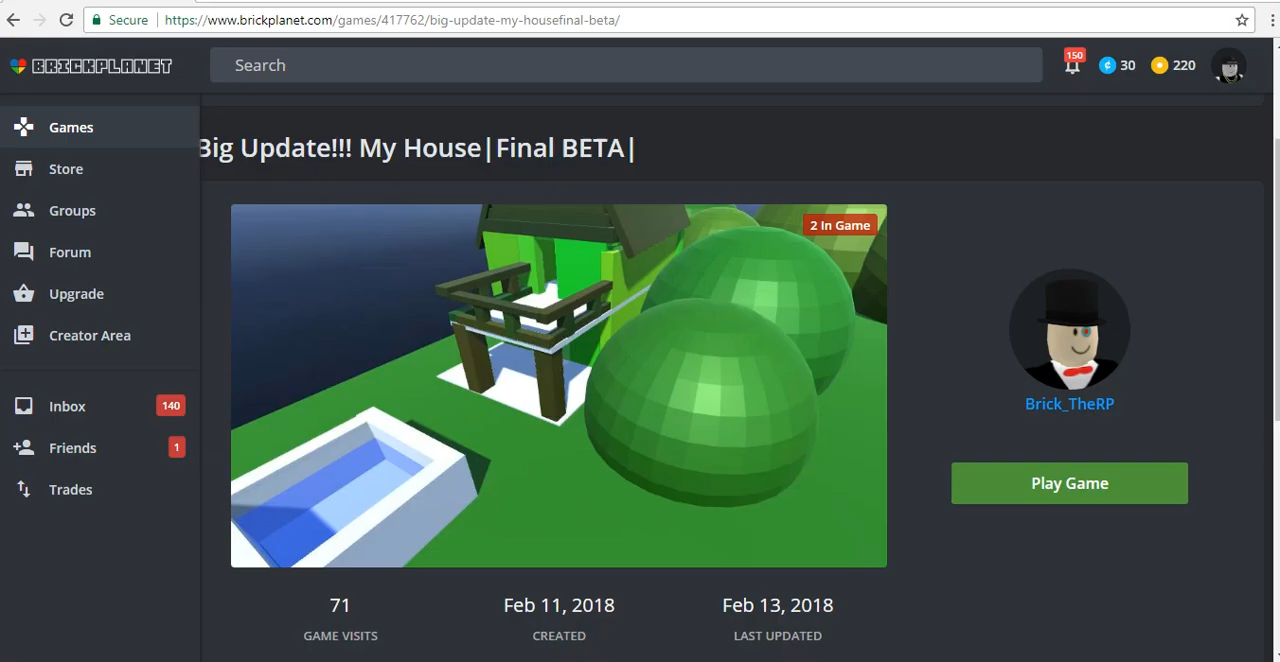 Secure
https://www.brickplanet.com/games/417762/big-update-my-housefinal-beta/
BRICKPLANET
Search
150
30
220
Games
Store
Groups
Forum
Upgrade
Creator Area
Inbox 140
Friends 1
Trades
Big Update!!! My House|Final BETA|
2 In Game
Brick_TheRP
Play Game
71
GAME VISITS
Feb 11, 2018
CREATED
Feb 13, 2018
LAST UPDATED